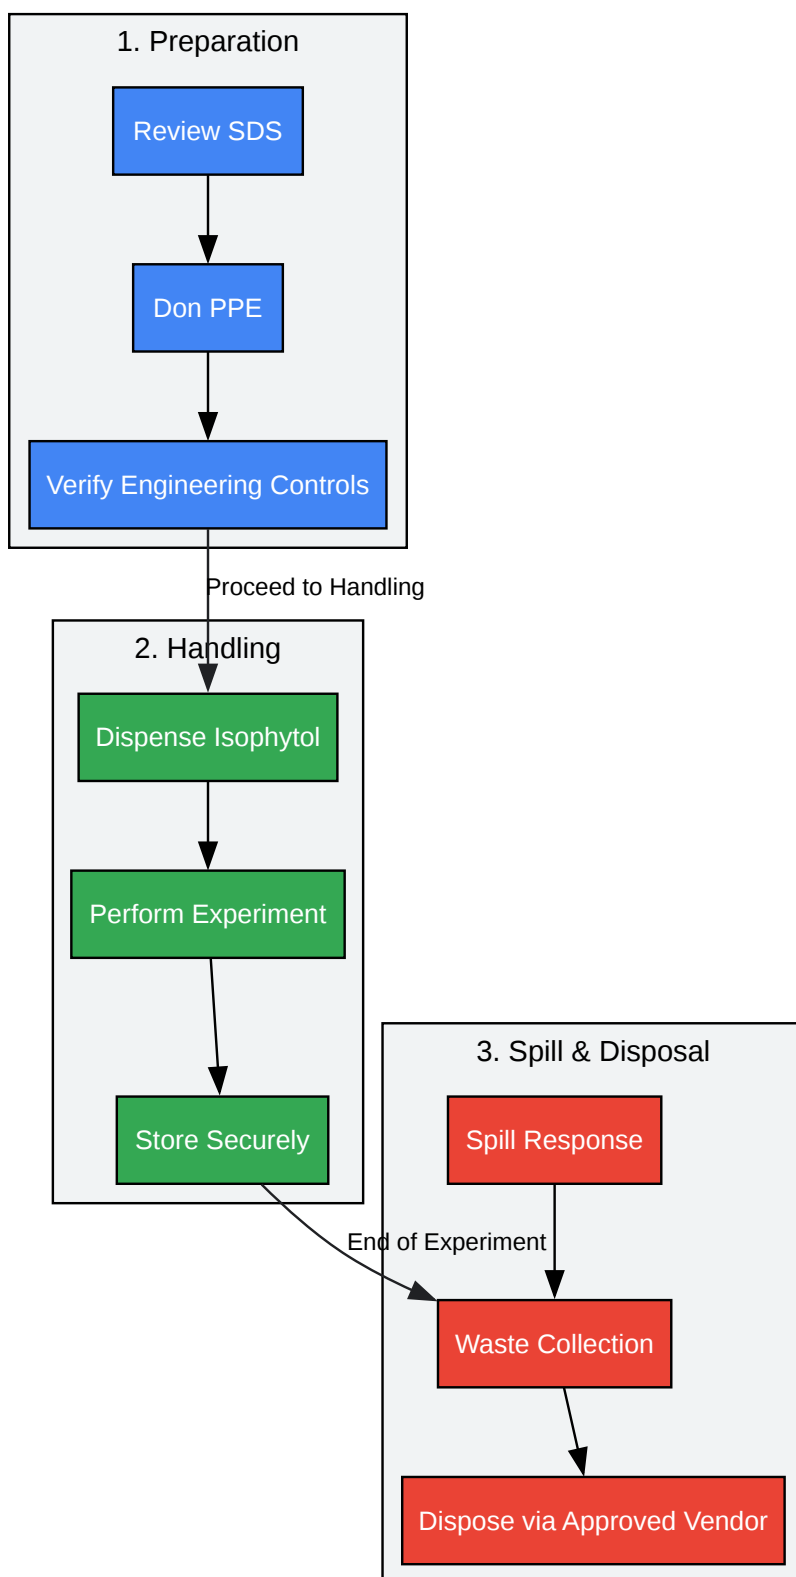 1. Preparation
Review SDS
Don PPE
Verify Engineering Controls
Proceed to Handling
2. Handling
Dispense Isophytol
Perform Experiment
Store Securely
3. Spill & Disposal
Spill Response
End of Experiment
Waste Collection
Dispose via Approved Vendor